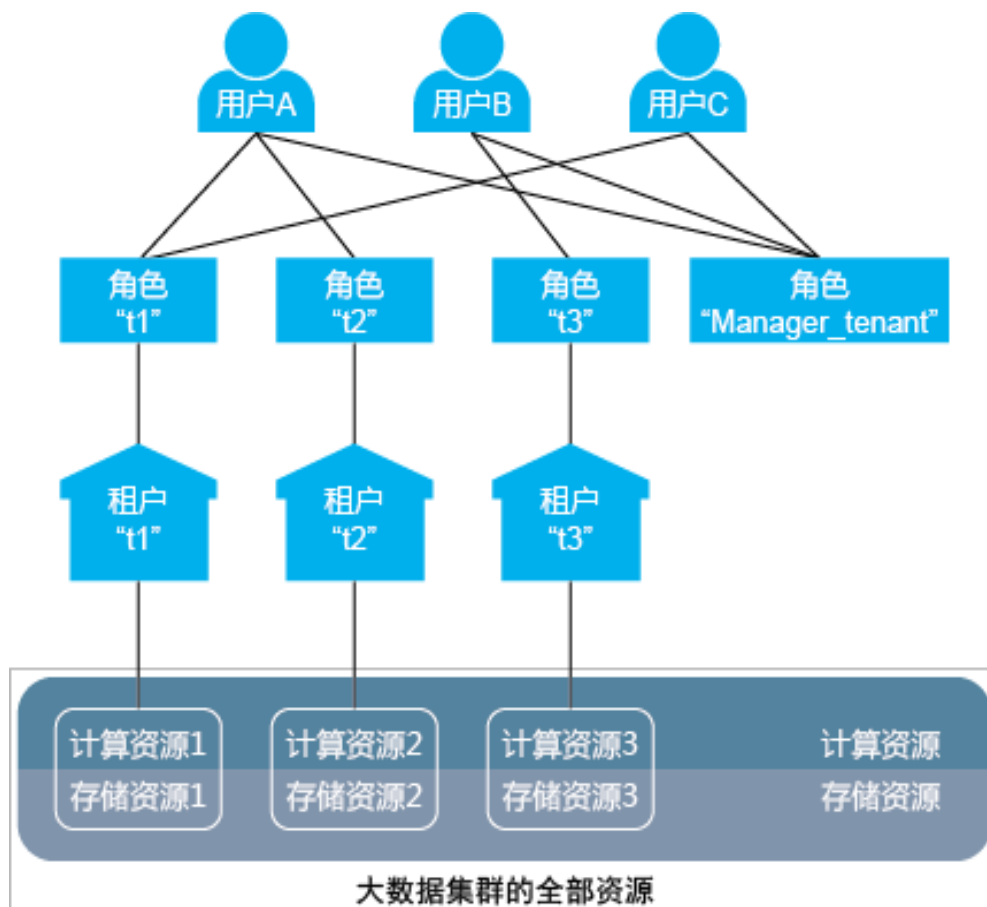 用户A
用户B
用户C
角色
“t1”
角色
“t2”
角色
“t3”
角色
“Manager_tenant”
租户
“t1”
租户
“t2”
租户
“t3”
计算资源1
存储资源1
计算资源2
存储资源2
计算资源3
存储资源3
计算资源
存储资源
大数据集群的全部资源